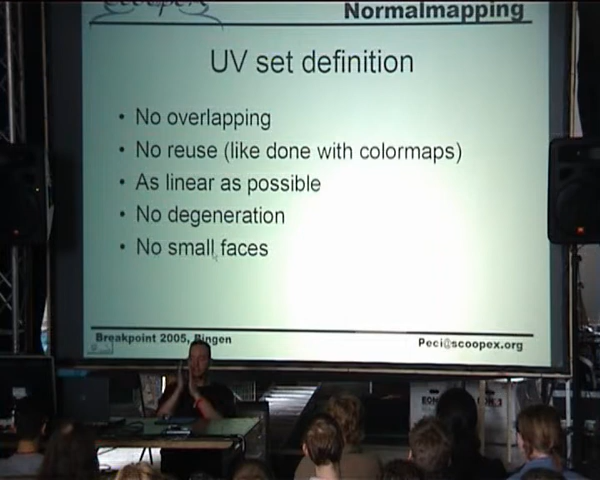 Scoopex
Normalmapping
UV set definition
• No overlapping
• No reuse (like done with colormaps)
• As linear as possible
• No degeneration
• No small faces
Breakpoint 2005, Bingen
Peci@scoopex.org